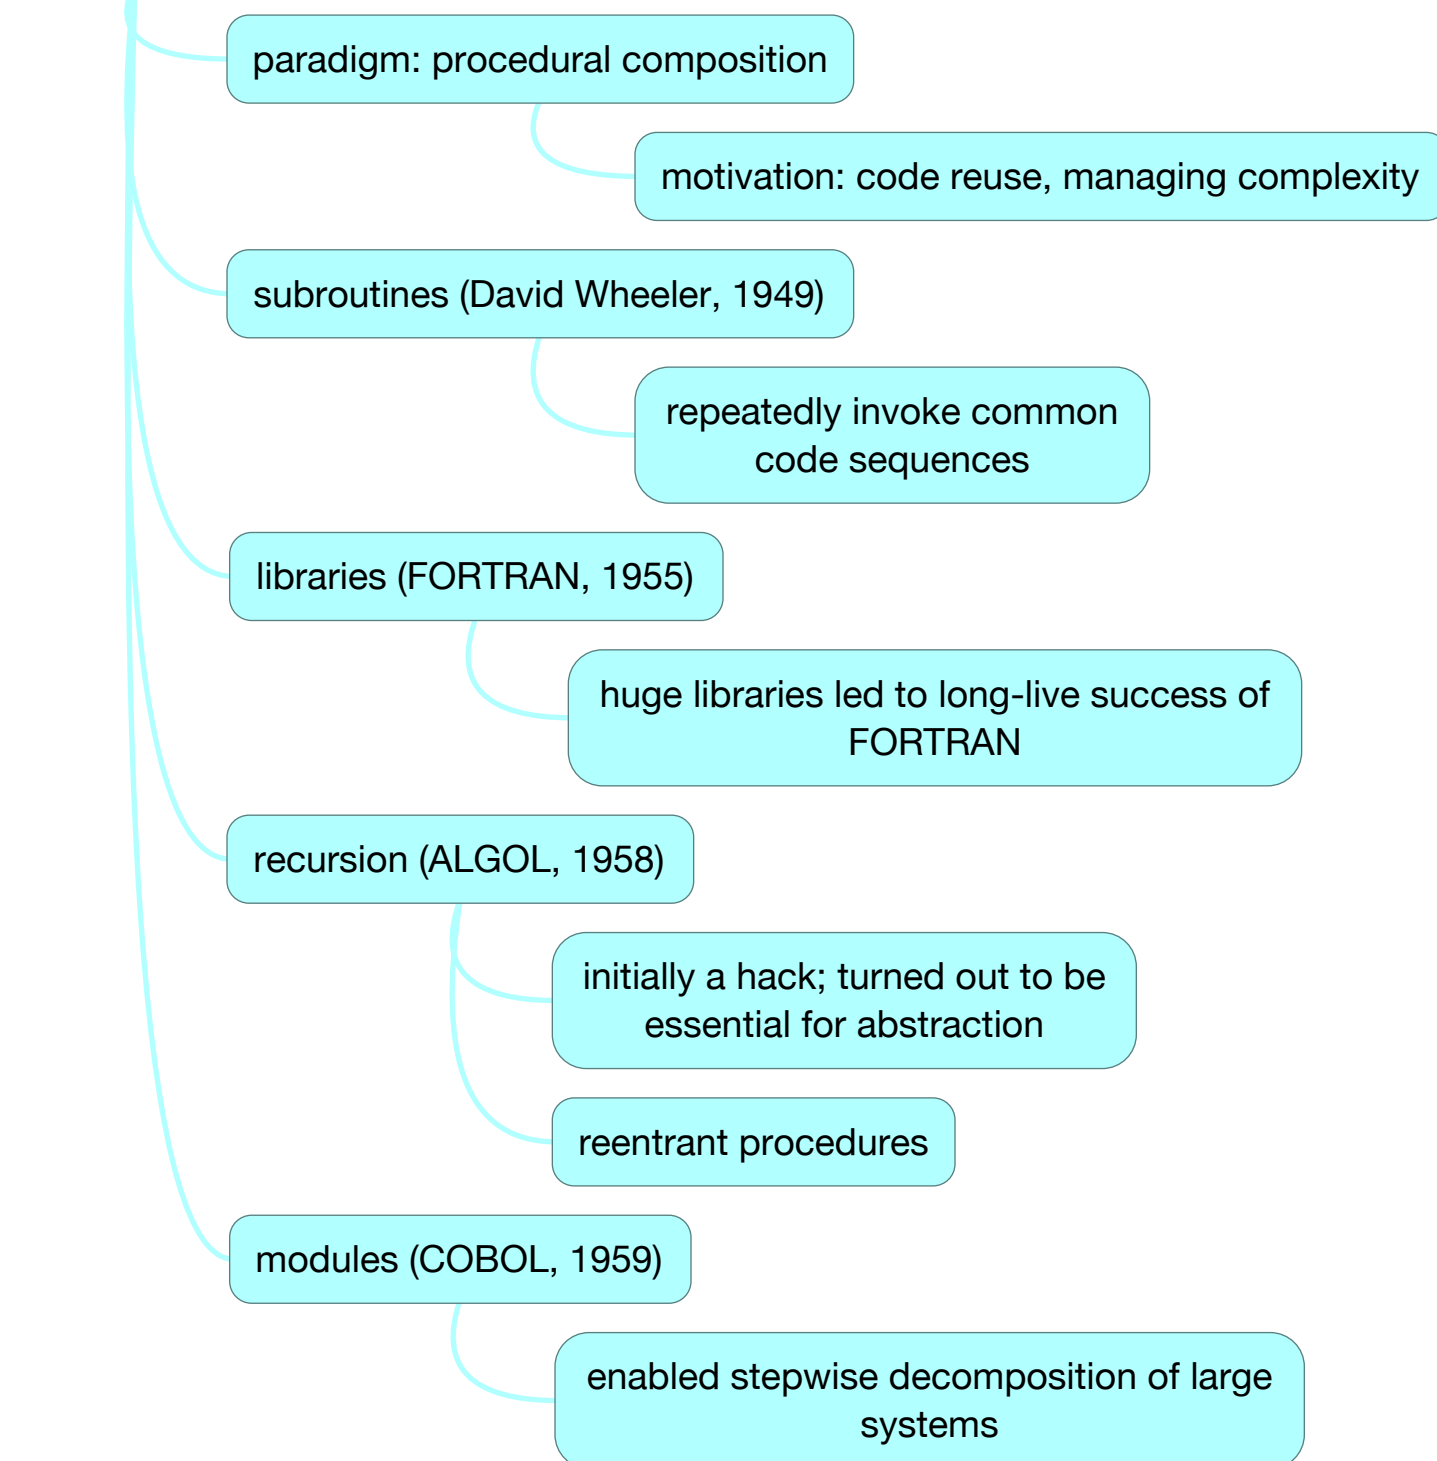 paradigm: procedural composition
motivation: code reuse, managing complexity
subroutines (David Wheeler, 1949)
repeatedly invoke common
code sequences
libraries (FORTRAN, 1955)
huge libraries led to long-live success of
FORTRAN
recursion (ALGOL, 1958)
initially a hack; turned out to be
essential for abstraction
reentrant procedures
modules (COBOL, 1959)
enabled stepwise decomposition of large
systems